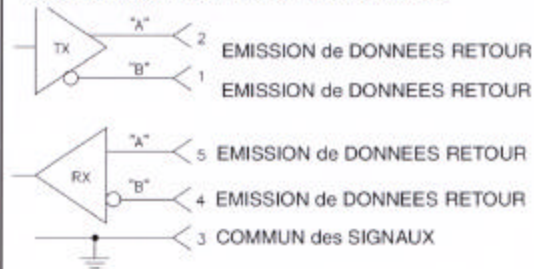 "A"
2
TX
EMISSION de DONNEES RETOUR
"B"
1
EMISSION de DONNEES RETOUR
"A"
5 EMISSION de DONNEES RETOUR
RX
"B"
4 EMISSION de DONNEES RETOUR
3 COMMUN des SIGNAUX